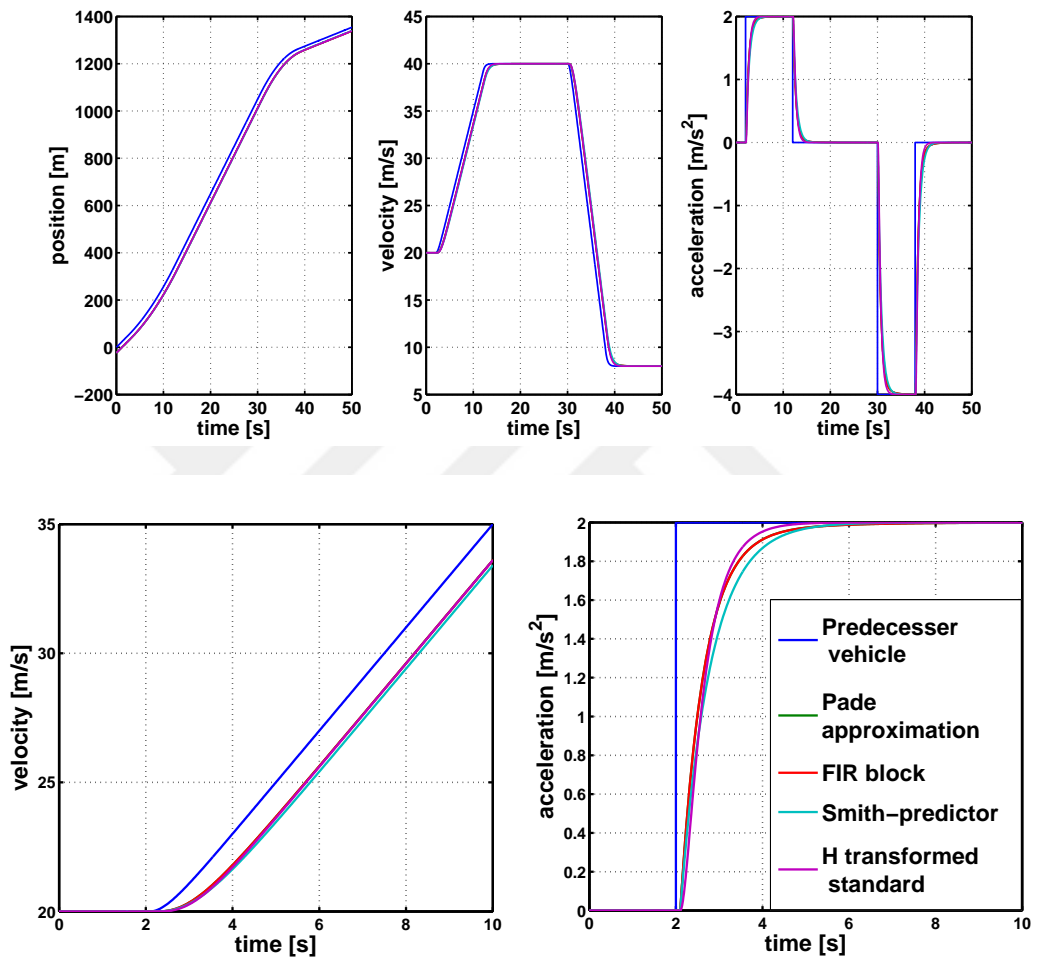 1400
1200
1000
800
600
400
200
0
−200
0 10 20 30 40 50
position [m]
time [s]
45
40
35
30
25
20
15
10
5
0 10 20 30 40 50
velocity [m/s]
time [s]
2
1
0
−1
−2
−3
−4
0 10 20 30 40 50
acceleration [m/s²]
time [s]
35
30
25
20
0 2 4 6 8 10
velocity [m/s]
time [s]
2
1.8
1.6
1.4
1.2
1
0.8
0.6
0.4
0.2
0
0 2 4 6 8 10
acceleration [m/s²]
time [s]
Predecesser
vehicle
Pade
approximation
FIR block
Smith−predictor
H transformed
standard